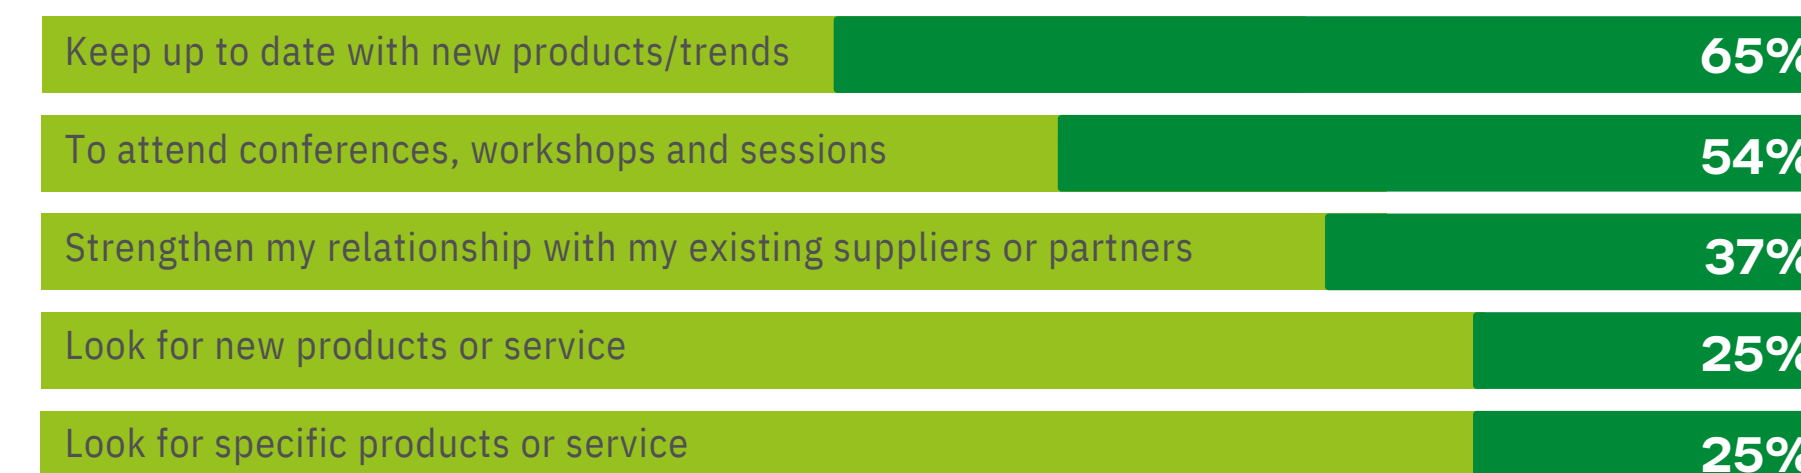 Keep up to date with new products/trends 65%
To attend conferences, workshops and sessions 54%
Strengthen my relationship with my existing suppliers or partners 37%
Look for new products or service 25%
Look for specific products or service 25%